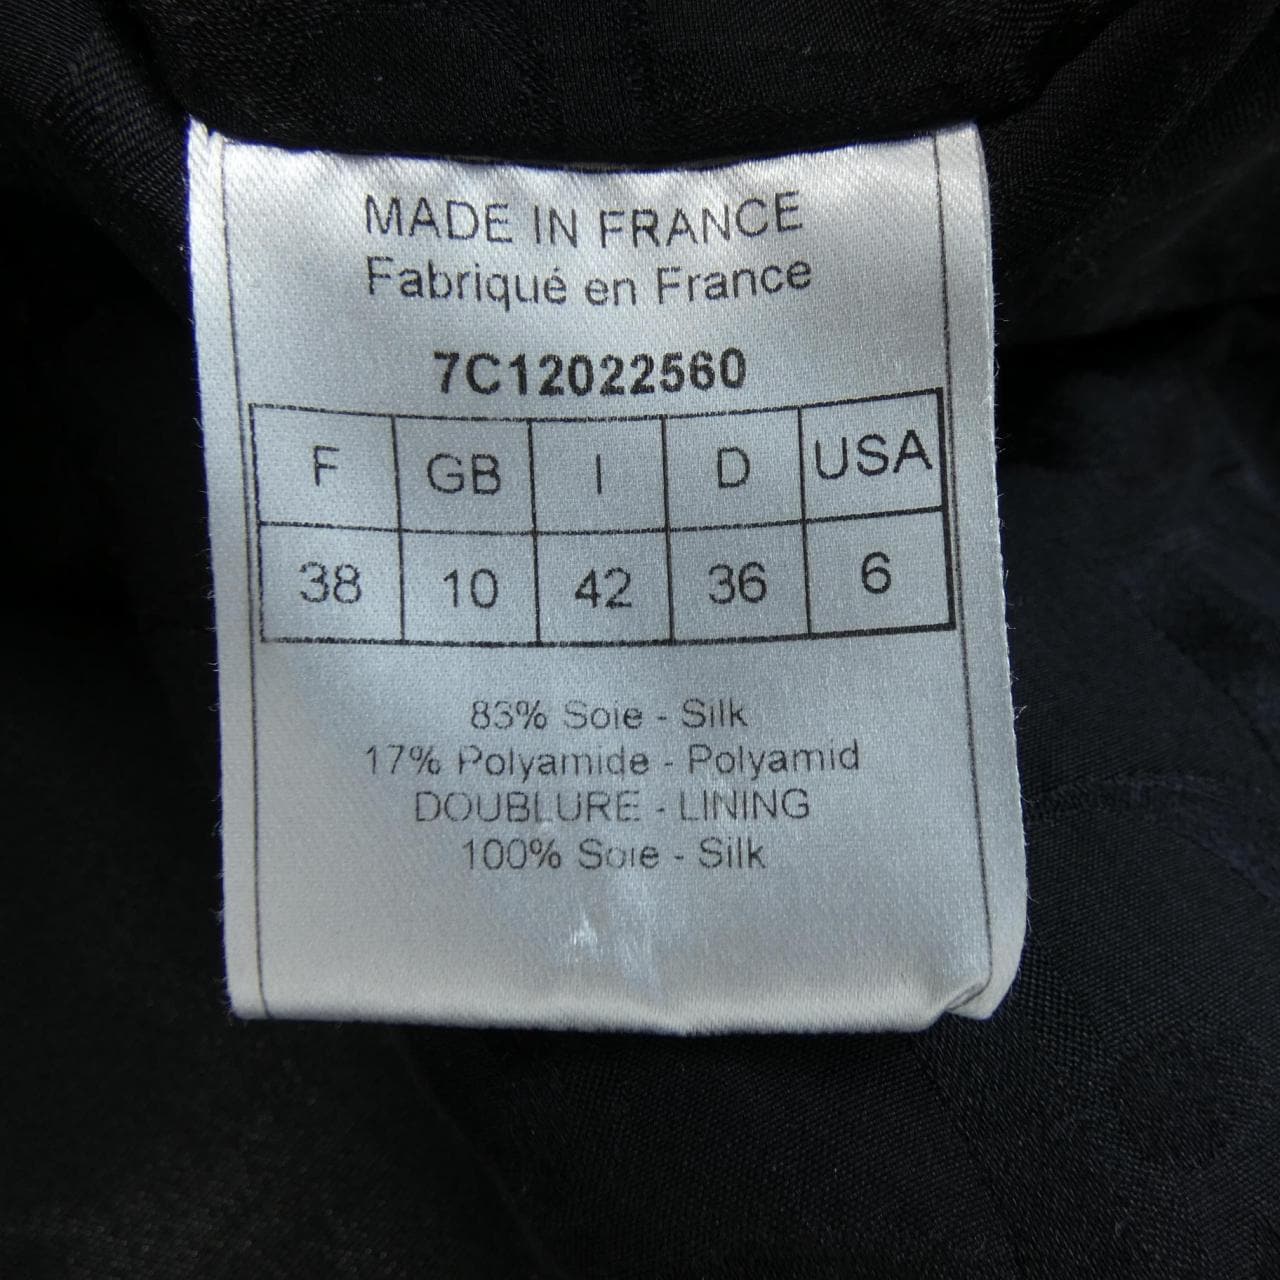 MADE IN FRANCE
Fabriqué en France
7C12022560
F GB I D USA
38 10 42 36 6
83% Soie - Silk
17% Polyamide - Polyamid
DOUBLURE - LINING
100% Soie - Silk